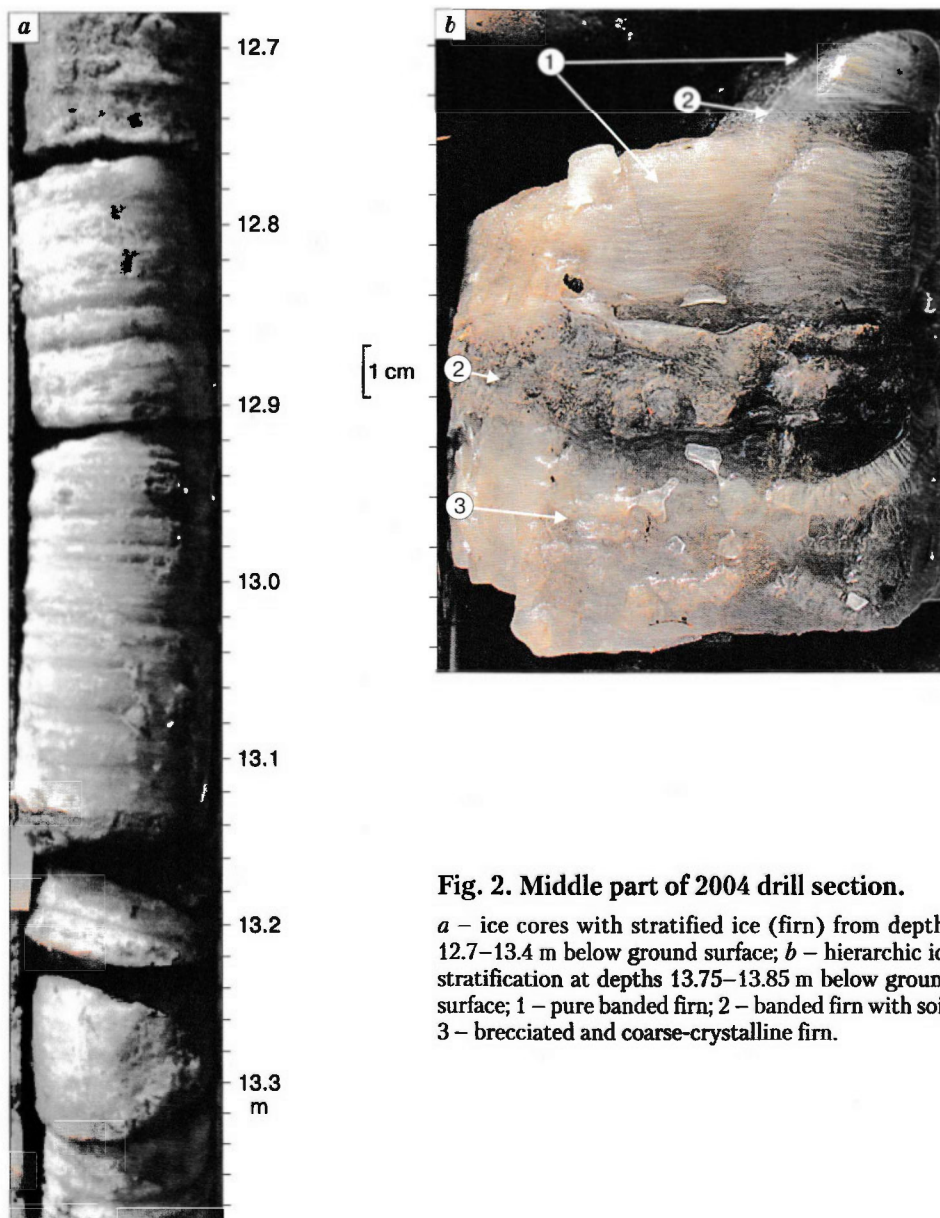 a
12.7
12.8
12.9
13.0
13.1
13.2
13.3
m
b
1
2
1 cm
2
3
Fig. 2. Middle part of 2004 drill section.
a – ice cores with stratified ice (firn) from depth
12.7–13.4 m below ground surface; b – hierarchic ic
stratification at depths 13.75–13.85 m below groun
surface; 1 – pure banded firn; 2 – banded firn with soi
3 – brecciated and coarse-crystalline firn.